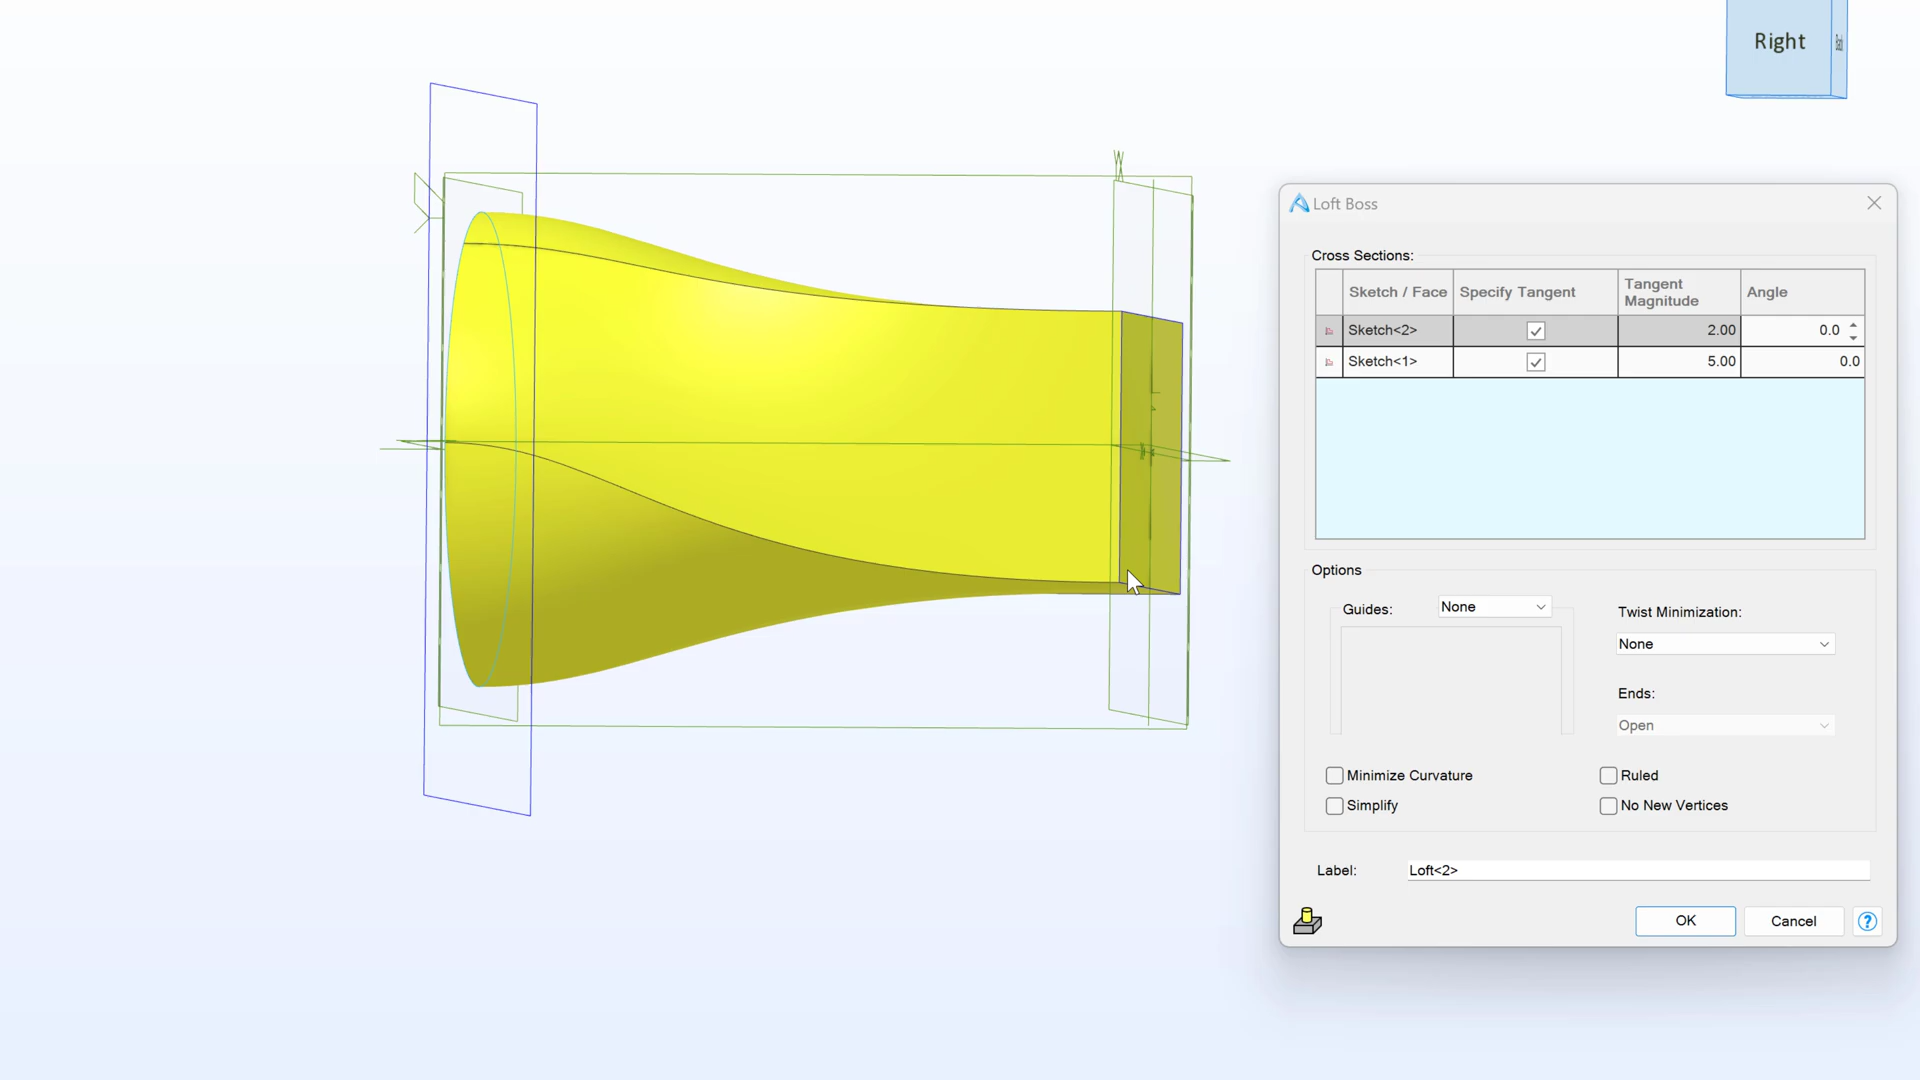 Right
Loft Boss
Cross Sections:
Sketch / Face Specify Tangent Tangent Magnitude Angle
Sketch<2> 2.00 0.0
Sketch<1> 5.00 0.0
Options
Guides: None
Twist Minimization:
None
Ends:
Open
Minimize Curvature
Ruled
Simplify
No New Vertices
Label: Loft<2>
OK
Cancel
?